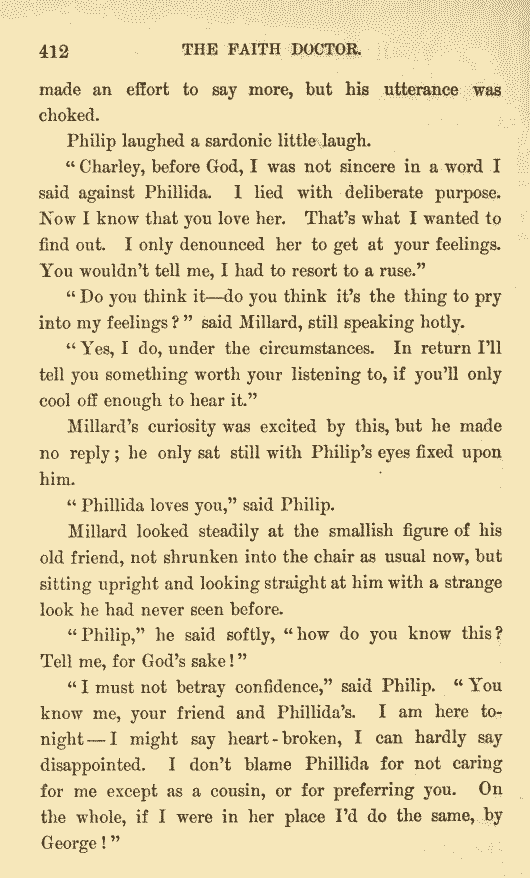 412 THE FAITH DOCTOR.
made an effort to say more, but his utterance was
choked.
Philip laughed a sardonic little laugh.
“Charley, before God, I was not sincere in a word I
said against Phillida. I lied with deliberate purpose.
Now I know that you love her. That’s what I wanted to
find out. I only denounced her to get at your feelings.
You wouldn’t tell me, I had to resort to a ruse.”
“Do you think it—do you think it’s the thing to pry
into my feelings?” said Millard, still speaking hotly.
“Yes, I do, under the circumstances. In return I’ll
tell you something worth your listening to, if you’ll only
cool off enough to hear it.”
Millard’s curiosity was excited by this, but he made
no reply; he only sat still with Philip’s eyes fixed upon
him.
“Phillida loves you,” said Philip.
Millard looked steadily at the smallish figure of his
old friend, not shrunken into the chair as usual now, but
sitting upright and looking straight at him with a strange
look he had never seen before.
“Philip,” he said softly, “how do you know this?
Tell me, for God’s sake!”
“I must not betray confidence,” said Philip. “You
know me, your friend and Phillida’s. I am here to-
night—I might say heart-broken, I can hardly say
disappointed. I don’t blame Phillida for not caring
for me except as a cousin, or for preferring you. On
the whole, if I were in her place I’d do the same, by
George!”